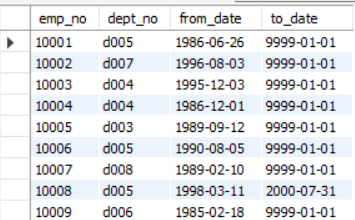 emp_no dept_no from_date to_date
10001 d005 1986-06-26 9999-01-01
10002 d007 1996-08-03 9999-01-01
10003 d004 1995-12-03 9999-01-01
10004 d004 1986-12-01 9999-01-01
10005 d003 1989-09-12 9999-01-01
10006 d005 1990-08-05 9999-01-01
10007 d008 1989-02-10 9999-01-01
10008 d005 1998-03-11 2000-07-31
10009 d006 1985-02-18 9999-01-01